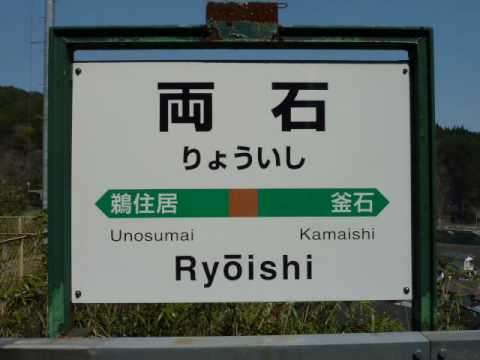 両石
りょういし
鵜住居 釜石
Unosumai Kamaishi
Ryōishi